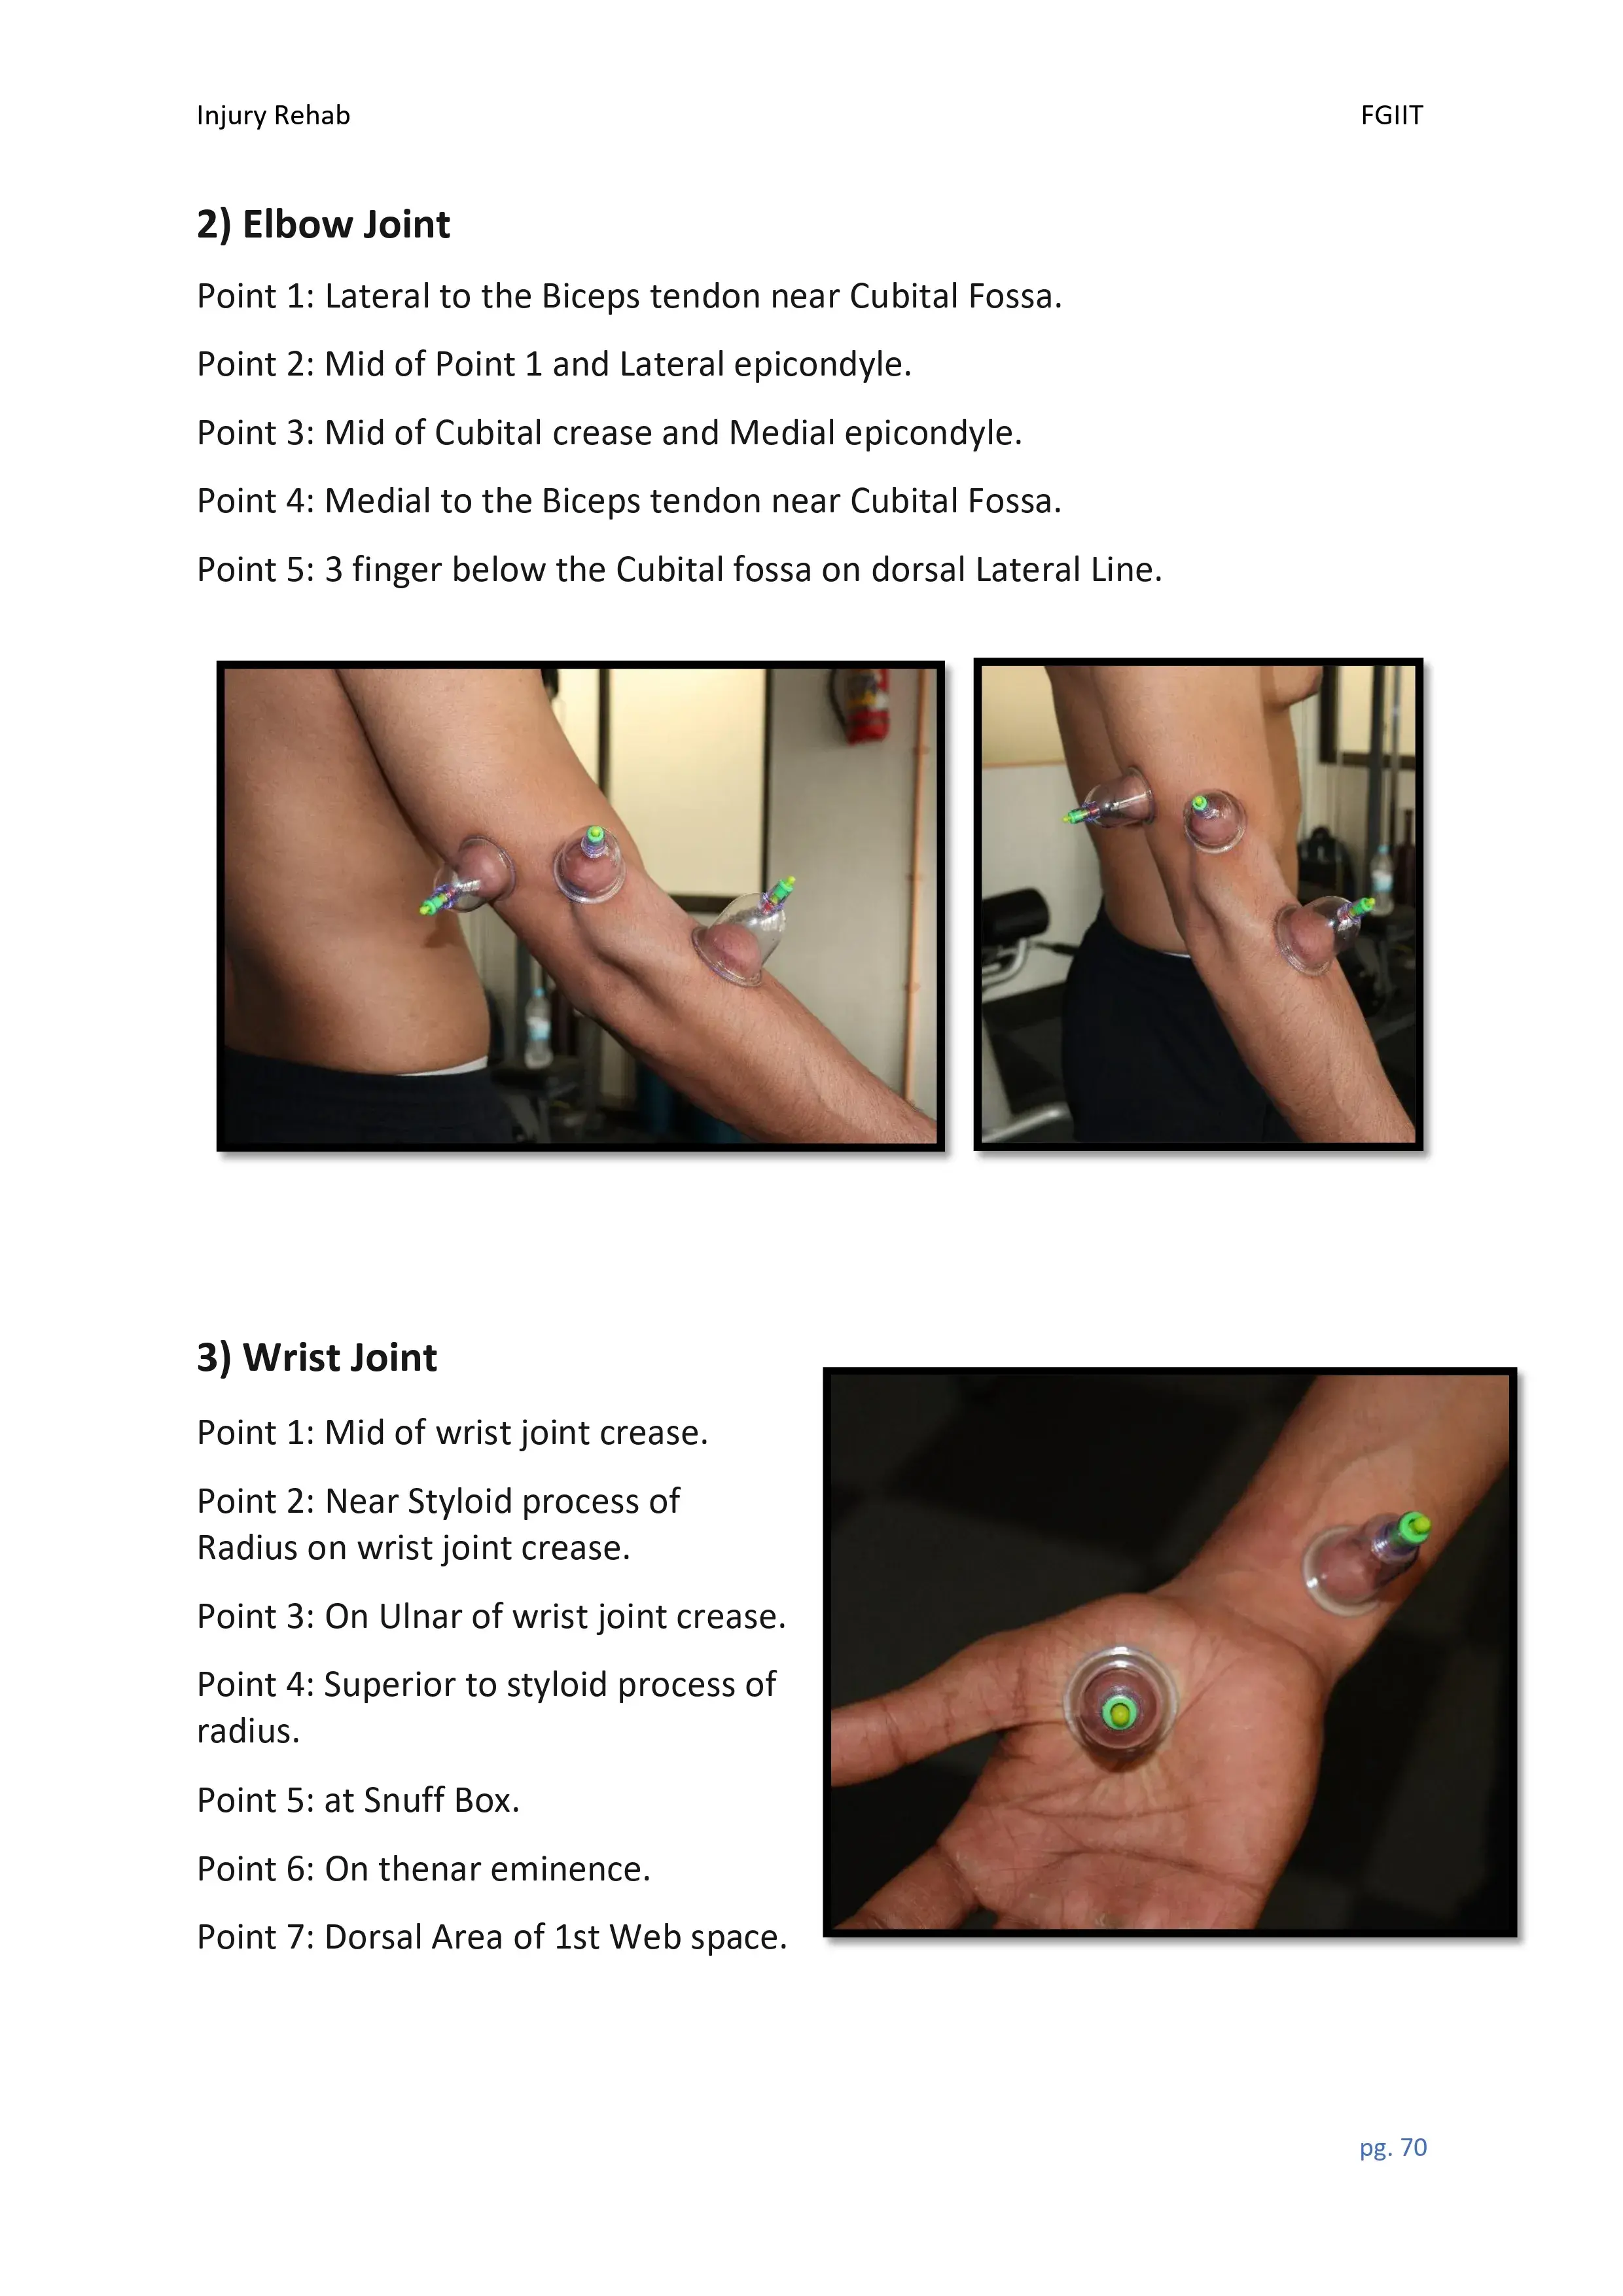 Injury Rehab FGIIT
2) Elbow Joint
Point 1: Lateral to the Biceps tendon near Cubital Fossa.
Point 2: Mid of Point 1 and Lateral epicondyle.
Point 3: Mid of Cubital crease and Medial epicondyle.
Point 4: Medial to the Biceps tendon near Cubital Fossa.
Point 5: 3 finger below the Cubital fossa on dorsal Lateral Line.
3) Wrist Joint
Point 1: Mid of wrist joint crease.
Point 2: Near Styloid process of
Radius on wrist joint crease.
Point 3: On Ulnar of wrist joint crease.
Point 4: Superior to styloid process of
radius.
Point 5: at Snuff Box.
Point 6: On thenar eminence.
Point 7: Dorsal Area of 1st Web space.
pg. 70